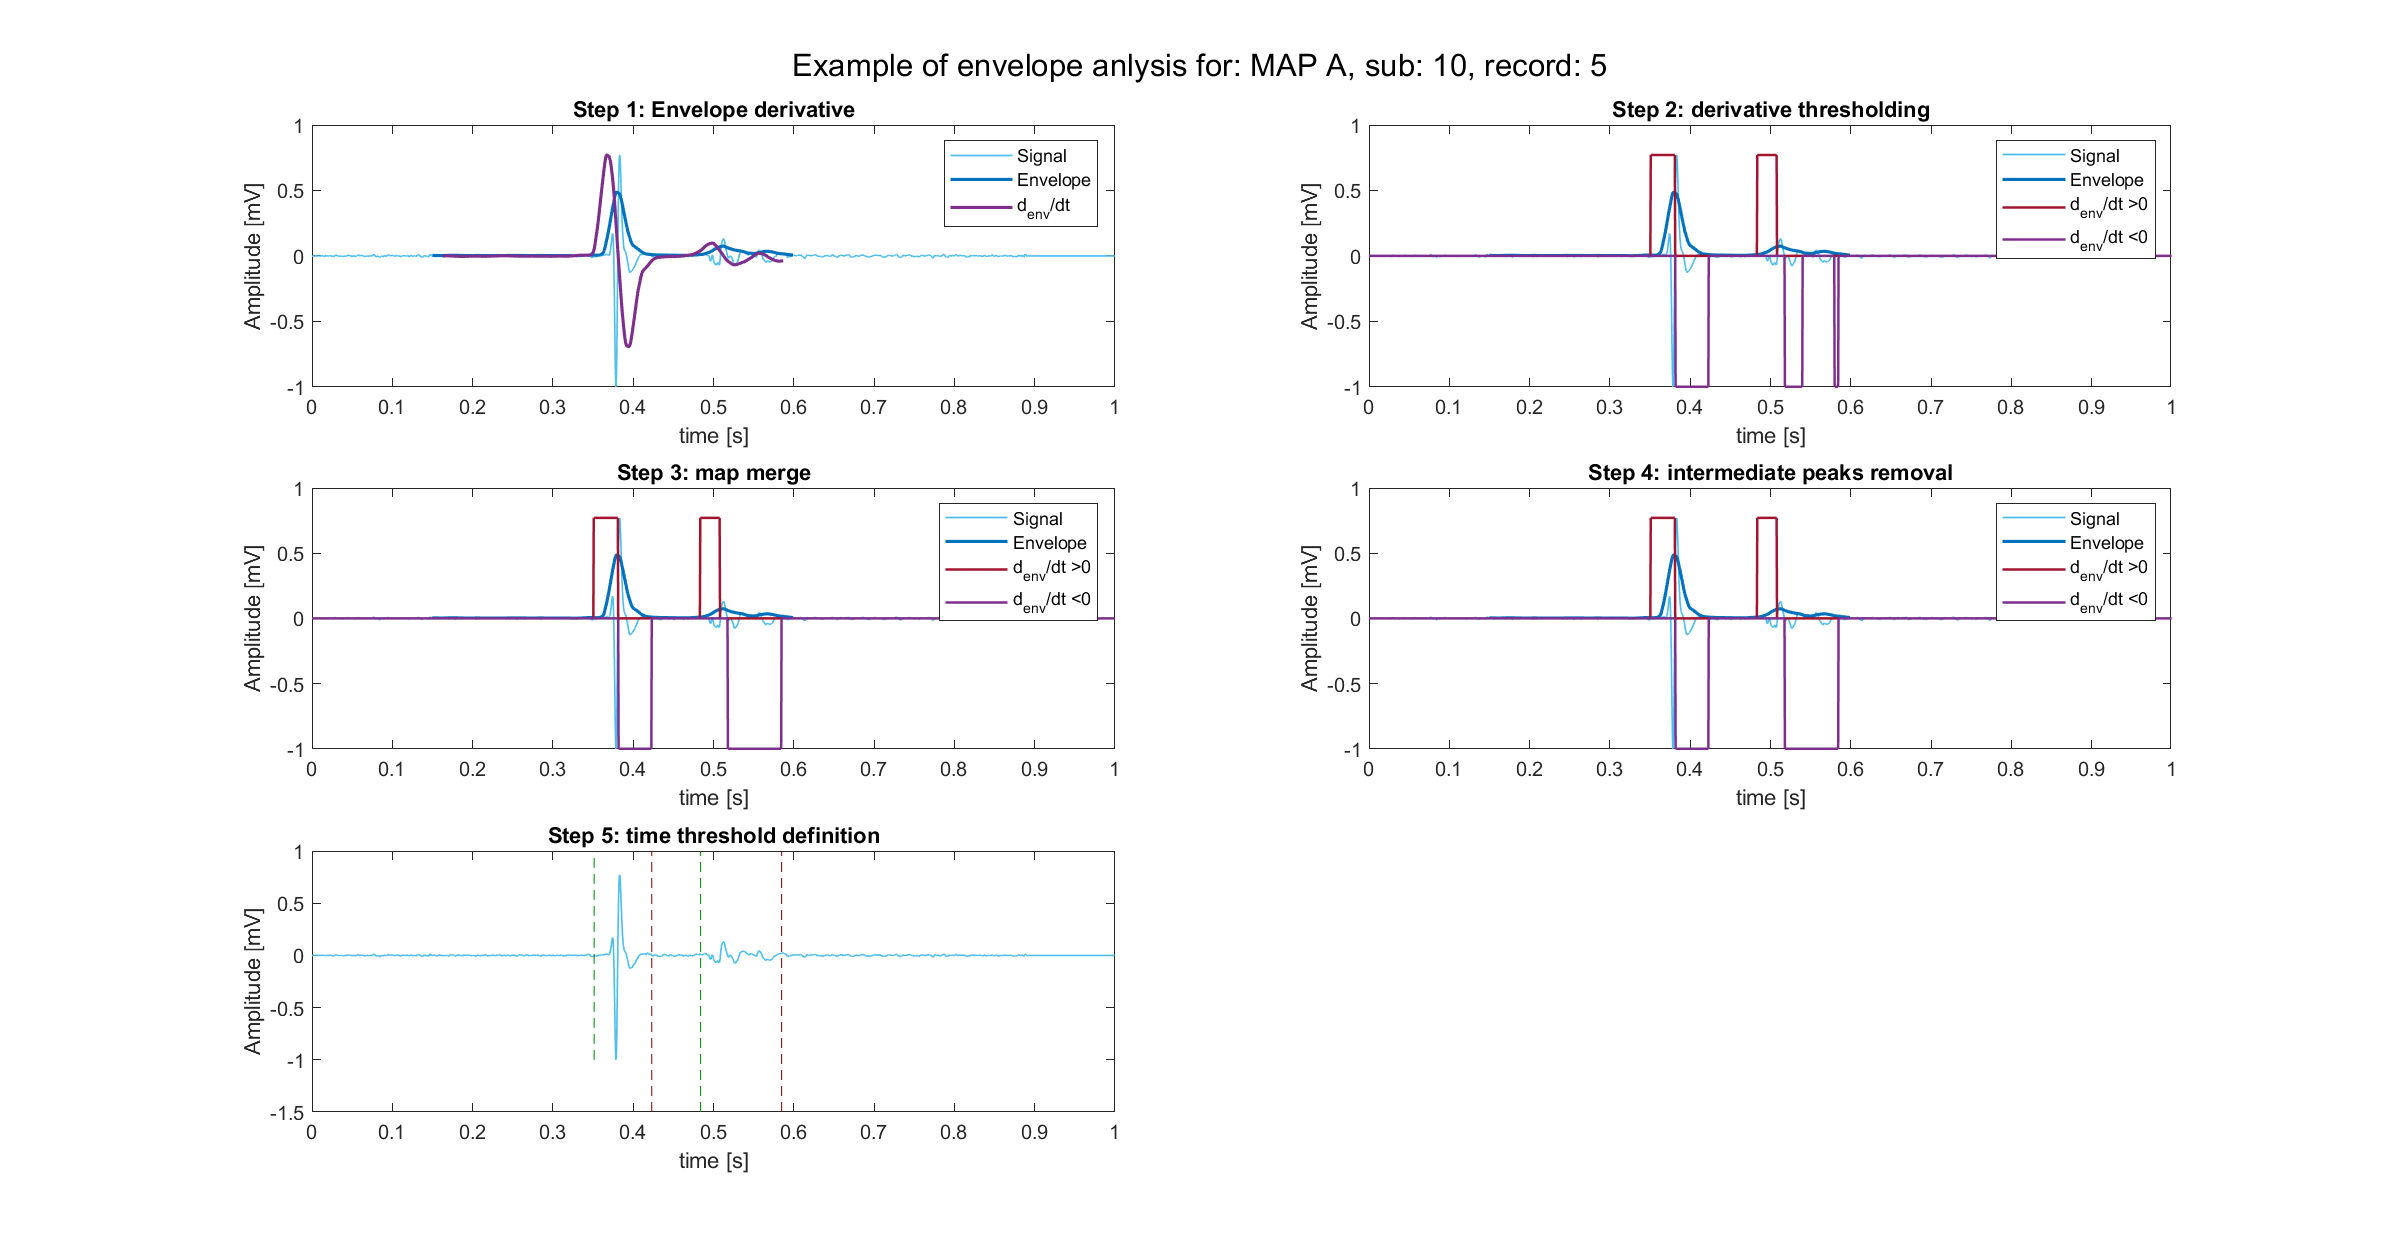 Example of envelope anlysis for: MAP A, sub: 10, record: 5
Step 1: Envelope derivative
1
0.5
0
-0.5
-1
Amplitude [mV]
0 0.1 0.2 0.3 0.4 0.5 0.6 0.7 0.8 0.9 1
time [s]
Signal
Envelope
d_env/dt
Step 2: derivative thresholding
1
0.5
0
-0.5
-1
Amplitude [mV]
0 0.1 0.2 0.3 0.4 0.5 0.6 0.7 0.8 0.9 1
time [s]
Signal
Envelope
d_env/dt >0
d_env/dt <0
Step 3: map merge
1
0.5
0
-0.5
-1
Amplitude [mV]
0 0.1 0.2 0.3 0.4 0.5 0.6 0.7 0.8 0.9 1
time [s]
Signal
Envelope
d_env/dt >0
d_env/dt <0
Step 4: intermediate peaks removal
1
0.5
0
-0.5
-1
Amplitude [mV]
0 0.1 0.2 0.3 0.4 0.5 0.6 0.7 0.8 0.9 1
time [s]
Signal
Envelope
d_env/dt >0
d_env/dt <0
Step 5: time threshold definition
1
0.5
0
-0.5
-1
-1.5
Amplitude [mV]
0 0.1 0.2 0.3 0.4 0.5 0.6 0.7 0.8 0.9 1
time [s]